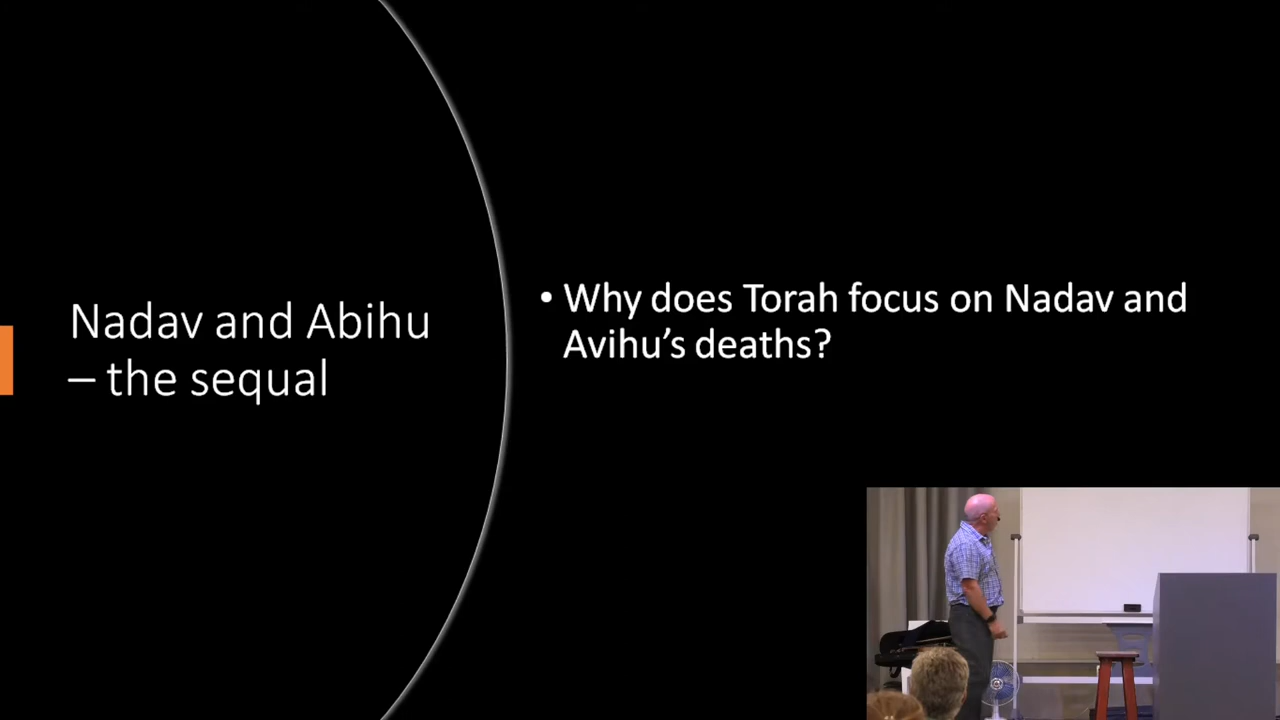 Nadav and Abihu
– the sequal
• Why does Torah focus on Nadav and
Avihu’s deaths?